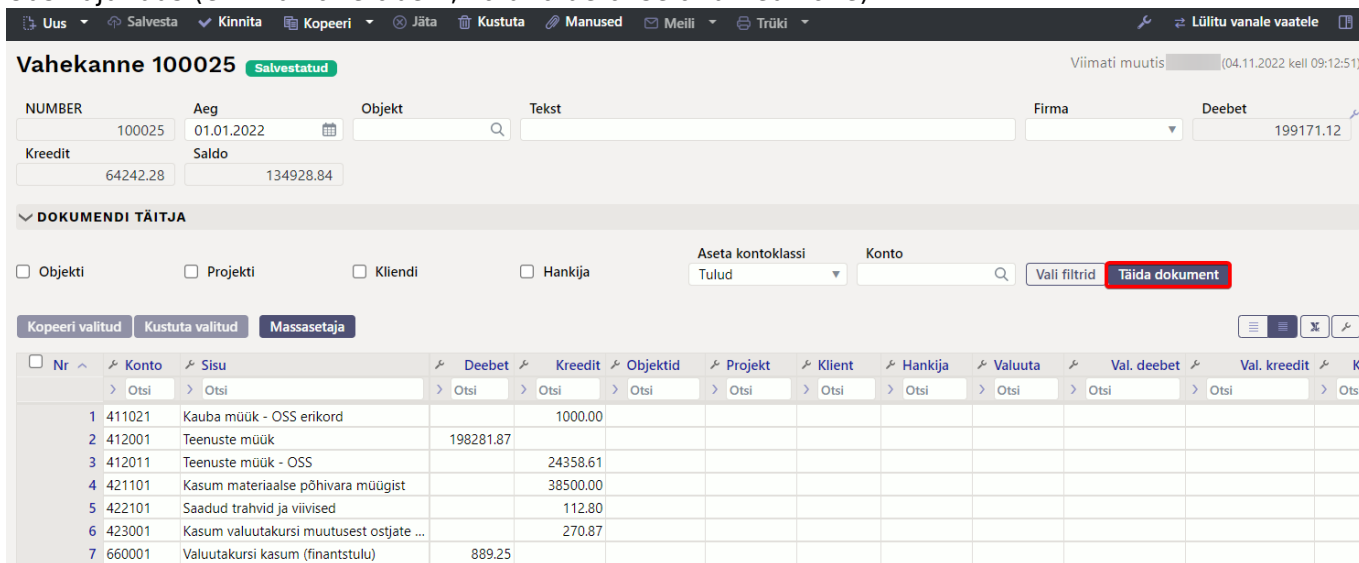 Uus Salvesta Kinnita Kopeeri Jäta Kustuta Manused Meili Trüki Lülitu vanale vaatele
Vahekanne 100025 Salvestatud Viimati muutis (04.11.2022 kell 09:12:51)
NUMBER Aeg Objekt Tekst Firma Deebet
100025 01.01.2022 199171.12
Kreedit Saldo
64242.28 134928.84
DOKUMENDI TÄITJA
Aseta kontoklassi Konto
Objekti Projekti Kliendi Hankija Tulud Vali filtrid Täida dokument
Kopeeri valitud Kustuta valitud Massasetaja
Nr Konto Sisu Deebet Kreedit Objektid Projekt Klient Hankija Valuuta Val. deebet Val. kreedit K
Otsi Otsi Otsi Otsi Otsi Otsi Otsi Otsi Otsi Otsi Otsi Ots
1 411021 Kauba müük - OSS erikord 1000.00
2 412001 Teenuste müük 198281.87
3 412011 Teenuste müük - OSS 24358.61
4 421101 Kasum materiaalse põhivara müügist 38500.00
5 422101 Saadud trahvid ja viivised 112.80
6 423001 Kasum valuutakursi muutusest ostjate ... 270.87
7 660001 Valuutakursi kasum (finantstulu) 889.25